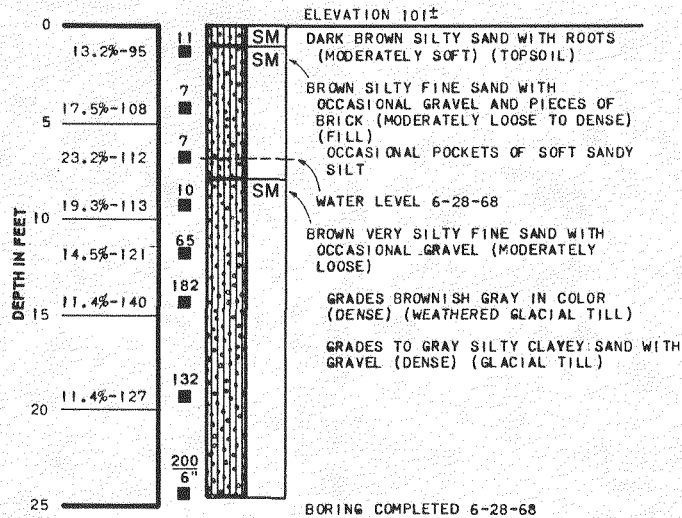 ELEVATION 101±
0
11
SM
DARK BROWN SILTY SAND WITH ROOTS
13.2%-95
(MODERATELY SOFT) (TOPSOIL)
SM
BROWN SILTY FINE SAND WITH
7
OCCASIONAL GRAVEL AND PIECES OF
17.5%-108
BRICK (MODERATELY LOOSE TO DENSE)
5
(FILL)
7
OCCASIONAL POCKETS OF SOFT SANDY
23.2%-112
SILT
10
SM
WATER LEVEL 6-28-68
19.3%-113
10
BROWN VERY SILTY FINE SAND WITH
65
OCCASIONAL GRAVEL (MODERATELY
14.5%-121
LOOSE)
DEPTH IN FEET
182
GRADES BROWNISH GRAY IN COLOR
11.4%-140
(DENSE) (WEATHERED GLACIAL TILL)
15
GRADES TO GRAY SILTY CLAYEY SAND WITH
GRAVEL (DENSE) (GLACIAL TILL)
132
11.4%-127
20
200
6"
25
BORING COMPLETED 6-28-68